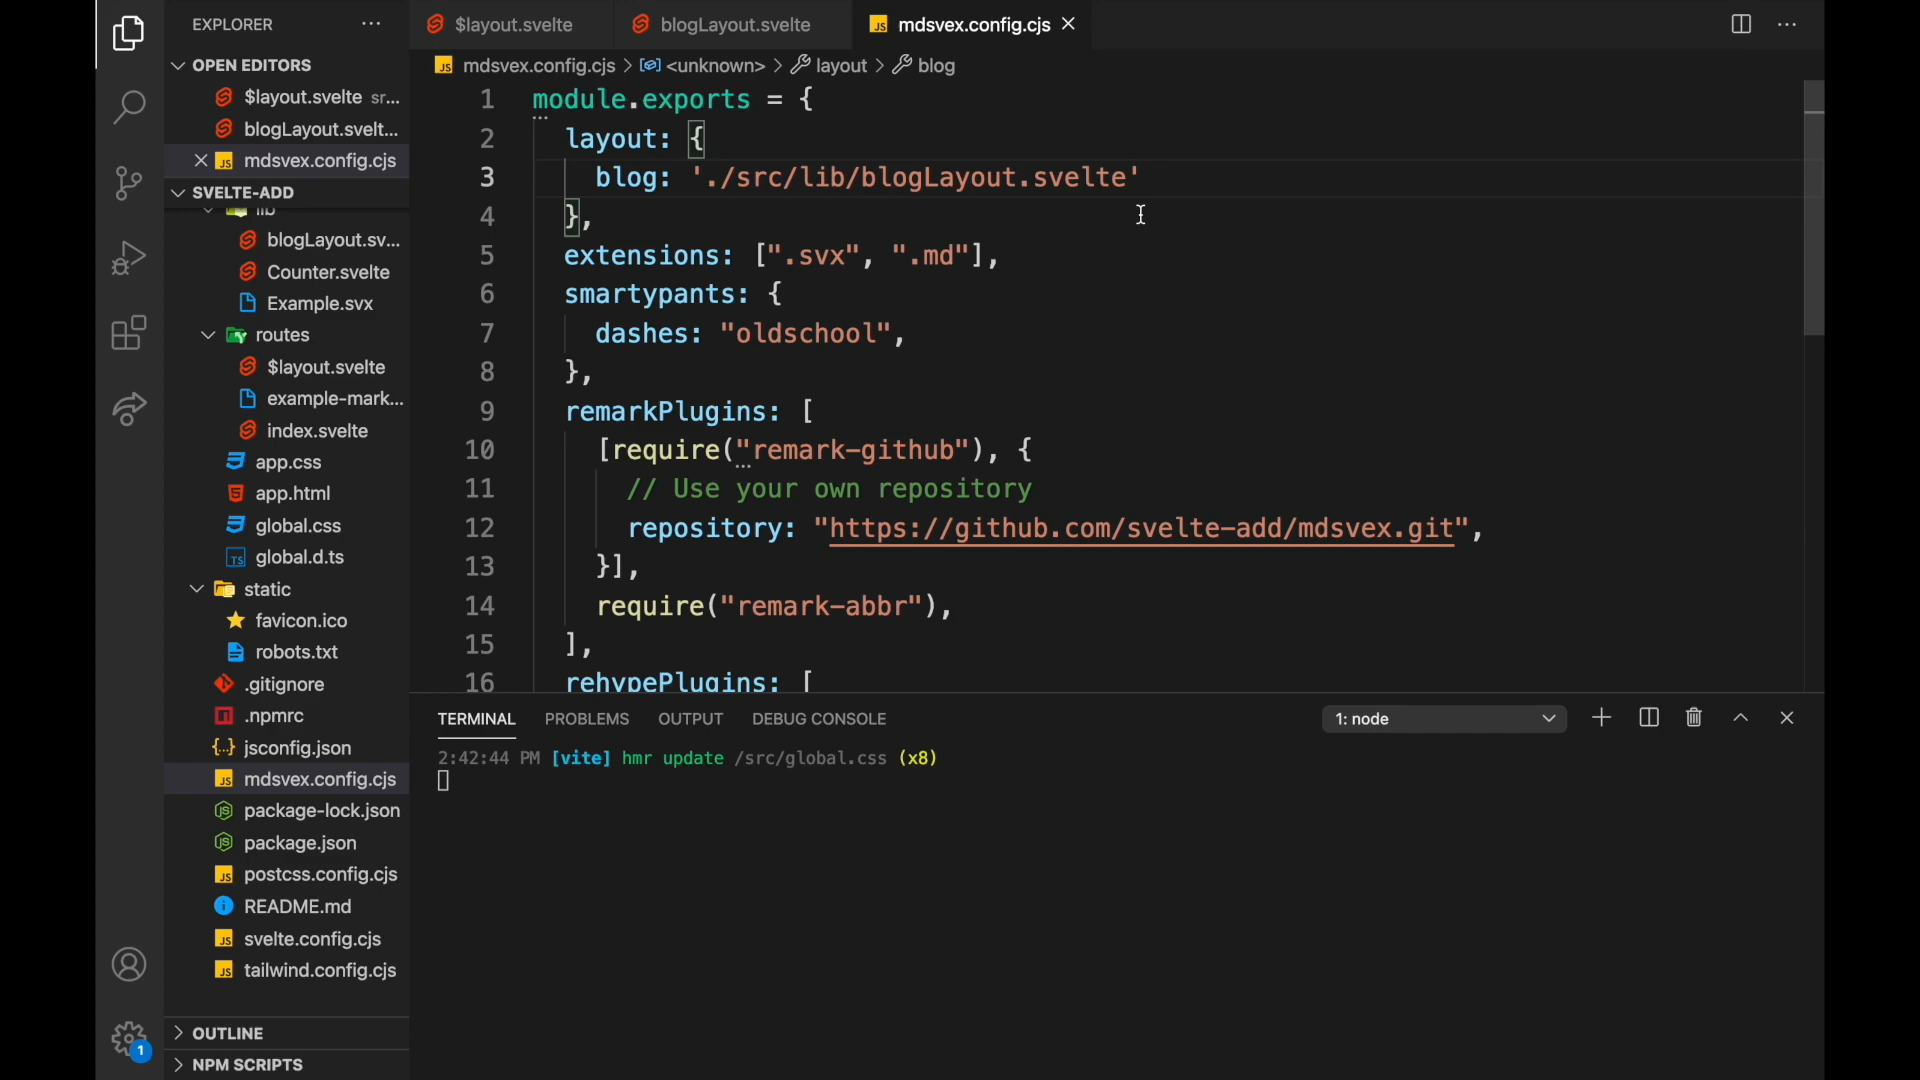 EXPLORER
$layout.svelte
blogLayout.svelte
mdsvex.config.cjs
OPEN EDITORS
$layout.svelte sr...
blogLayout.svelt...
mdsvex.config.cjs
SVELTE-ADD
lib
blogLayout.sv...
Counter.svelte
Example.svx
routes
$layout.svelte
example-mark...
index.svelte
app.css
app.html
global.css
global.d.ts
static
favicon.ico
robots.txt
.gitignore
.npmrc
jsconfig.json
mdsvex.config.cjs
package-lock.json
package.json
postcss.config.cjs
README.md
svelte.config.cjs
tailwind.config.cjs
OUTLINE
NPM SCRIPTS
1
mdsvex.config.cjs > <unknown> > layout > blog
1 module.exports = {
2 layout: {
3 blog: './src/lib/blogLayout.svelte'
4 },
5 extensions: [".svx", ".md"],
6 smartypants: {
7 dashes: "oldschool",
8 },
9 remarkPlugins: [
10 [require("remark-github"), {
11 // Use your own repository
12 repository: "https://github.com/svelte-add/mdsvex.git",
13 }],
14 require("remark-abbr"),
15 ],
16 rehypePlugins: [
TERMINAL PROBLEMS OUTPUT DEBUG CONSOLE
1: node
2:42:44 PM [vite] hmr update /src/global.css (x8)